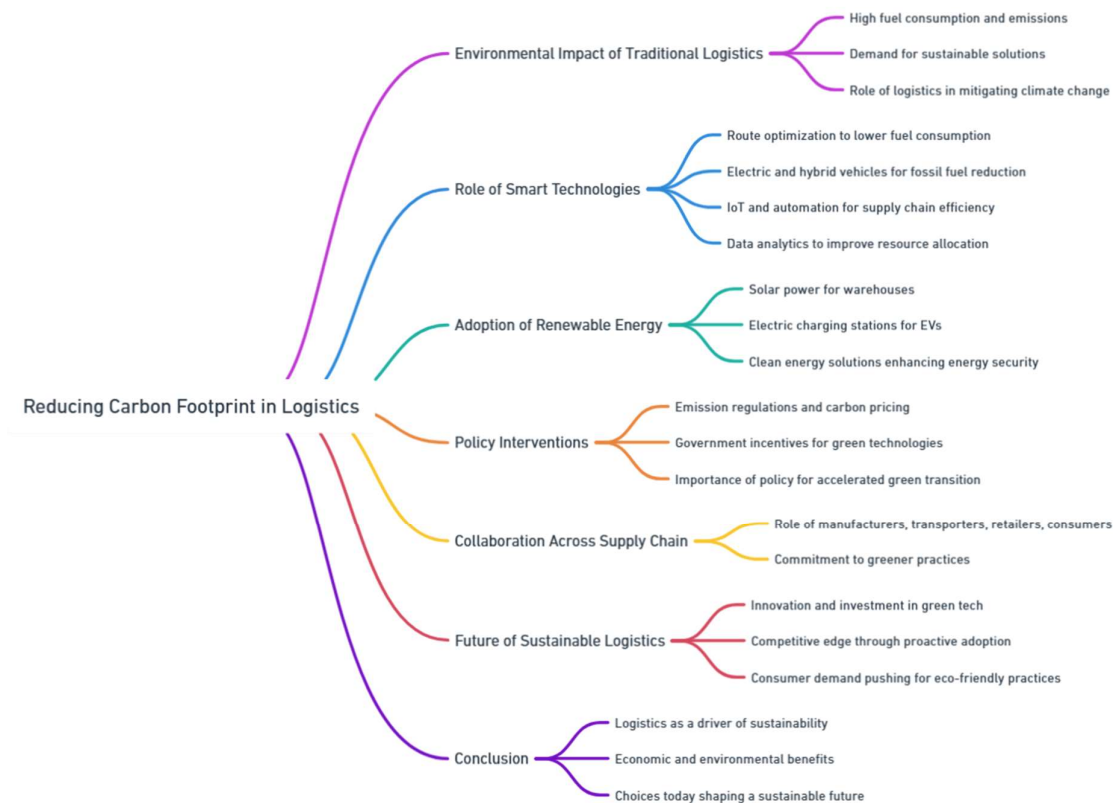 Reducing Carbon Footprint in Logistics
Environmental Impact of Traditional Logistics
High fuel consumption and emissions
Demand for sustainable solutions
Role of logistics in mitigating climate change
Role of Smart Technologies
Route optimization to lower fuel consumption
Electric and hybrid vehicles for fossil fuel reduction
IoT and automation for supply chain efficiency
Data analytics to improve resource allocation
Adoption of Renewable Energy
Solar power for warehouses
Electric charging stations for EVs
Clean energy solutions enhancing energy security
Policy Interventions
Emission regulations and carbon pricing
Government incentives for green technologies
Importance of policy for accelerated green transition
Collaboration Across Supply Chain
Role of manufacturers, transporters, retailers, consumers
Commitment to greener practices
Future of Sustainable Logistics
Innovation and investment in green tech
Competitive edge through proactive adoption
Consumer demand pushing for eco-friendly practices
Conclusion
Logistics as a driver of sustainability
Economic and environmental benefits
Choices today shaping a sustainable future